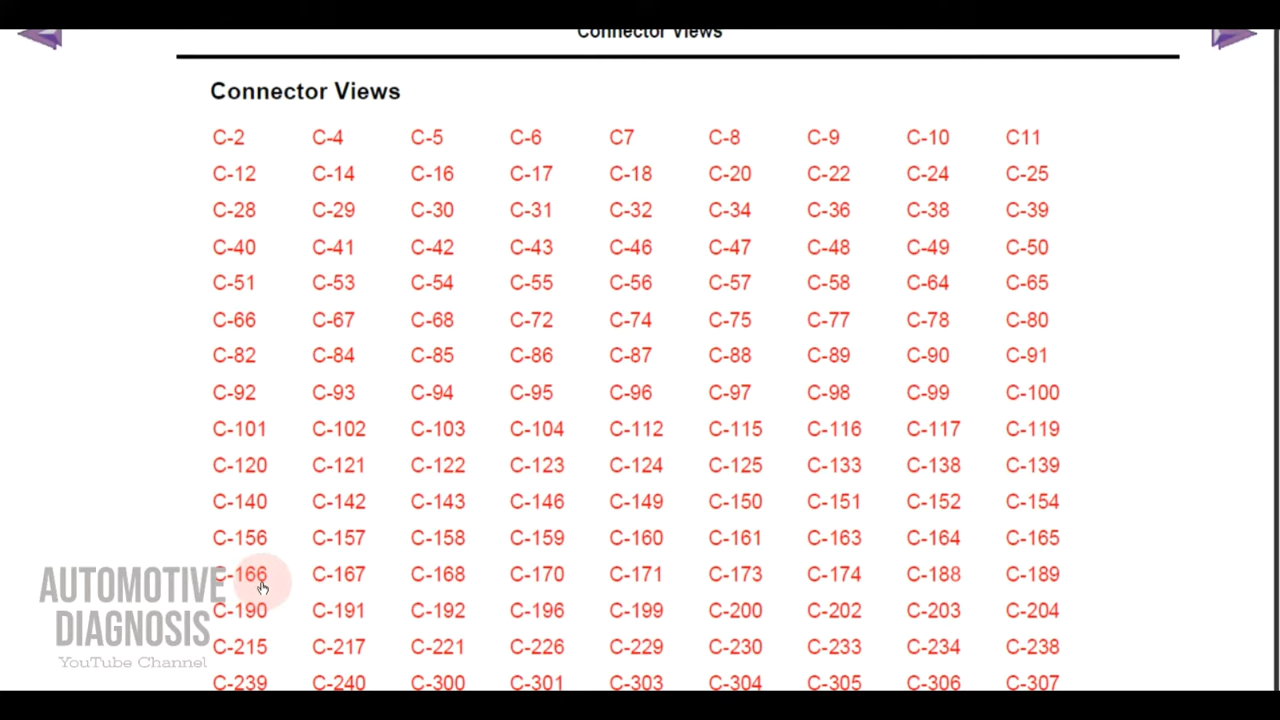 Connector Views
Connector Views
C-2 C-4 C-5 C-6 C7 C-8 C-9 C-10 C11
C-12 C-14 C-16 C-17 C-18 C-20 C-22 C-24 C-25
C-28 C-29 C-30 C-31 C-32 C-34 C-36 C-38 C-39
C-40 C-41 C-42 C-43 C-46 C-47 C-48 C-49 C-50
C-51 C-53 C-54 C-55 C-56 C-57 C-58 C-64 C-65
C-66 C-67 C-68 C-72 C-74 C-75 C-77 C-78 C-80
C-82 C-84 C-85 C-86 C-87 C-88 C-89 C-90 C-91
C-92 C-93 C-94 C-95 C-96 C-97 C-98 C-99 C-100
C-101 C-102 C-103 C-104 C-112 C-115 C-116 C-117 C-119
C-120 C-121 C-122 C-123 C-124 C-125 C-133 C-138 C-139
C-140 C-142 C-143 C-146 C-149 C-150 C-151 C-152 C-154
C-156 C-157 C-158 C-159 C-160 C-161 C-163 C-164 C-165
C-166 C-167 C-168 C-170 C-171 C-173 C-174 C-188 C-189
C-190 C-191 C-192 C-196 C-199 C-200 C-202 C-203 C-204
C-215 C-217 C-221 C-226 C-229 C-230 C-233 C-234 C-238
C-239 C-240 C-300 C-301 C-303 C-304 C-305 C-306 C-307
AUTOMOTIVE
DIAGNOSIS
YouTube Channel